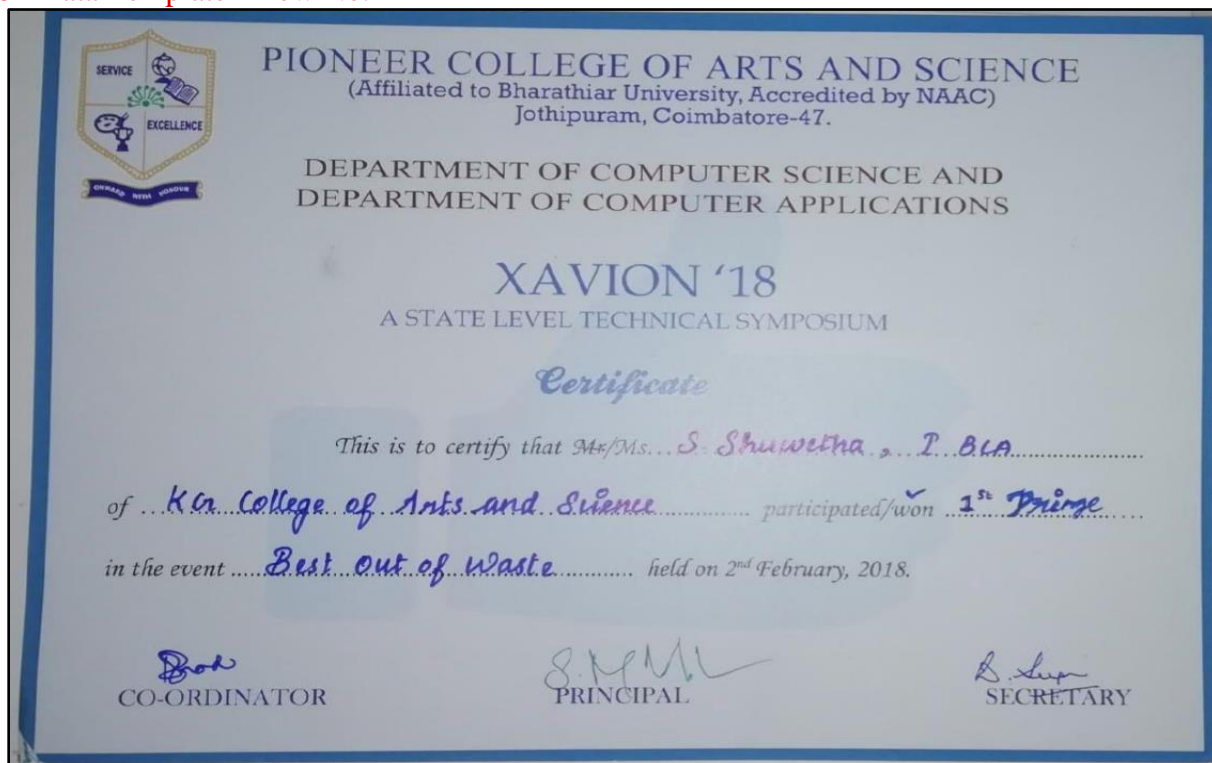 SERVICE
EXCELLENCE
ONWARD WITH HONOUR
PIONEER COLLEGE OF ARTS AND SCIENCE
(Affiliated to Bharathiar University, Accredited by NAAC)
Jothipuram, Coimbatore-47.
DEPARTMENT OF COMPUTER SCIENCE AND
DEPARTMENT OF COMPUTER APPLICATIONS
XAVION ‘18
A STATE LEVEL TECHNICAL SYMPOSIUM
Certificate
This is to certify that Mr/Ms... S. Shuwetha, I BCA
of ... KG College of Arts and Science ... participated/won 1st Prize
in the event ..... Best out of Waste ... held on 2nd February, 2018.
CO-ORDINATOR PRINCIPAL SECRETARY